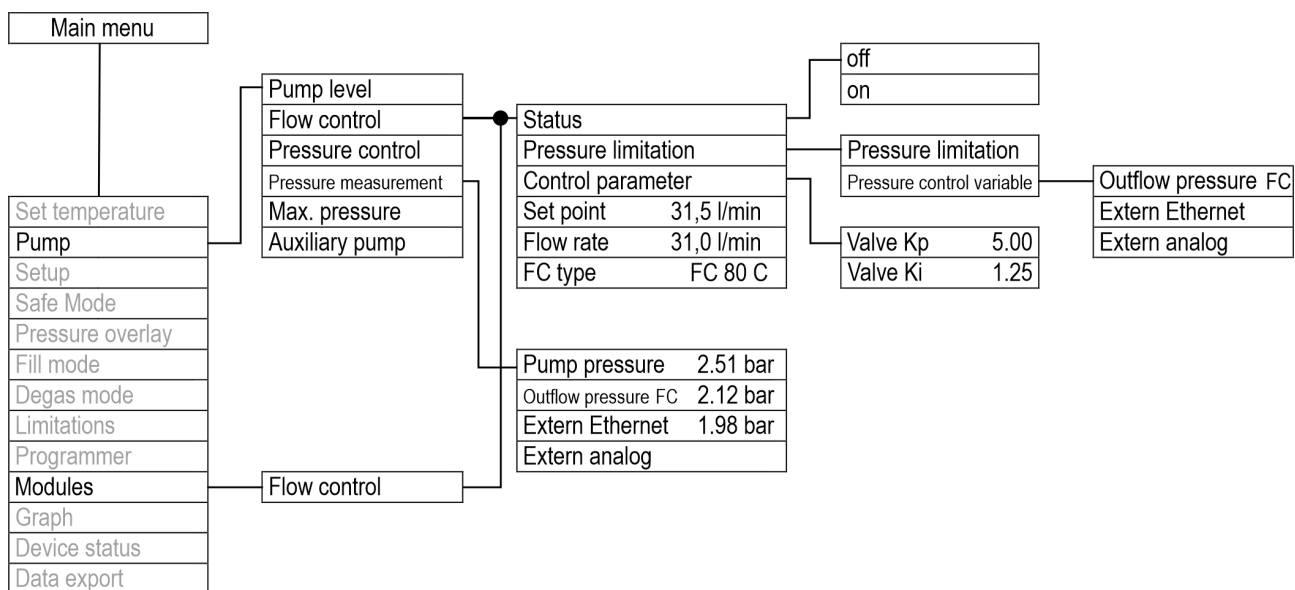 Main menu
Set temperature
Pump
Setup
Safe Mode
Pressure overlay
Fill mode
Degas mode
Limitations
Programmer
Modules
Graph
Device status
Data export
Pump level
Flow control
Pressure control
Pressure measurement
Max. pressure
Auxiliary pump
Flow control
Status
Pressure limitation
Control parameter
Set point 31,5 l/min
Flow rate 31,0 l/min
FC type FC 80 C
Pump pressure 2.51 bar
Outflow pressure FC 2.12 bar
Extern Ethernet 1.98 bar
Extern analog
off
on
Pressure limitation
Pressure control variable
Valve Kp 5.00
Valve Ki 1.25
Outflow pressure FC
Extern Ethernet
Extern analog